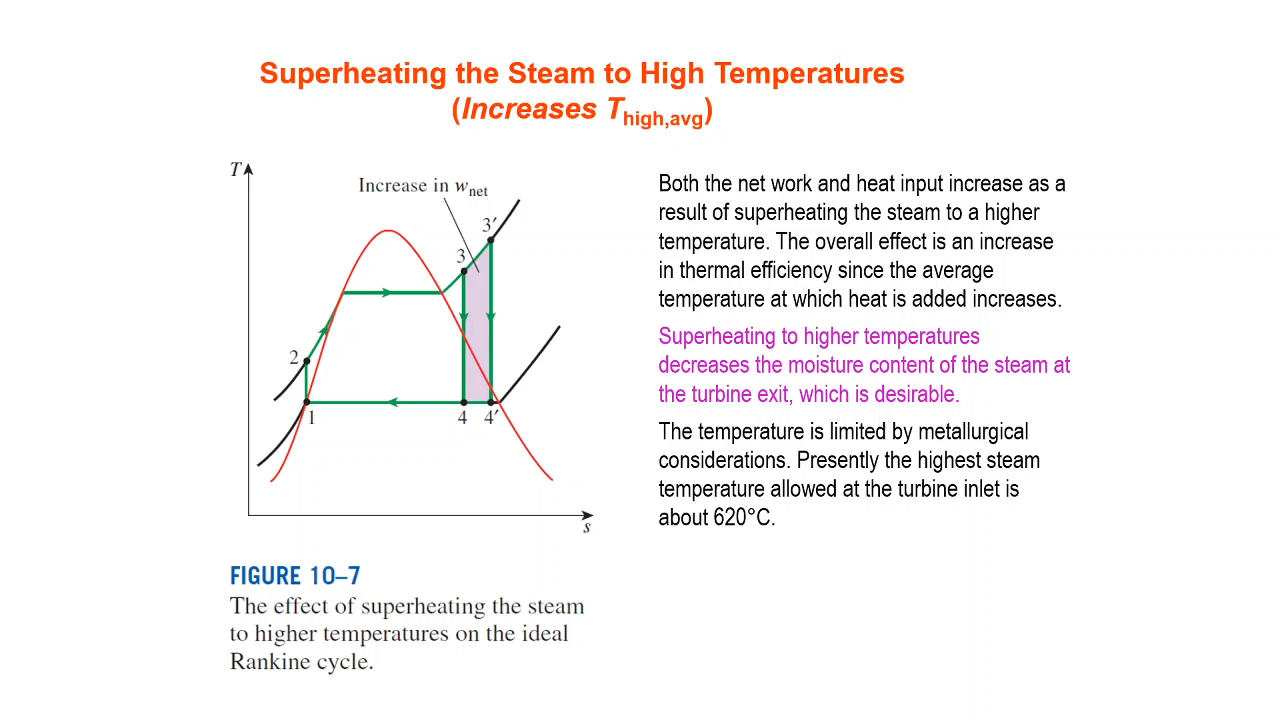 Superheating the Steam to High Temperatures
(Increases Thigh,avg)
T
Increase in wnet
3′
3
2
1
4
4′
s
FIGURE 10–7
The effect of superheating the steam
to higher temperatures on the ideal
Rankine cycle.
Both the net work and heat input increase as a
result of superheating the steam to a higher
temperature. The overall effect is an increase
in thermal efficiency since the average
temperature at which heat is added increases.
Superheating to higher temperatures
decreases the moisture content of the steam at
the turbine exit, which is desirable.
The temperature is limited by metallurgical
considerations. Presently the highest steam
temperature allowed at the turbine inlet is
about 620°C.